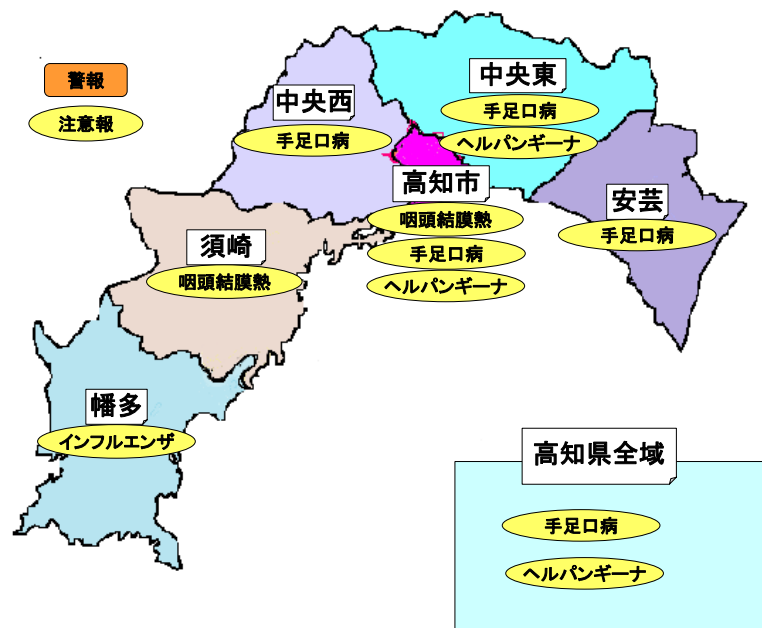 警報
注意報
中央東
手足口病
ヘルパンギーナ
中央西
手足口病
高知市
咽頭結膜熱
手足口病
ヘルパンギーナ
安芸
手足口病
須崎
咽頭結膜熱
幡多
インフルエンザ
高知県全域
手足口病
ヘルパンギーナ